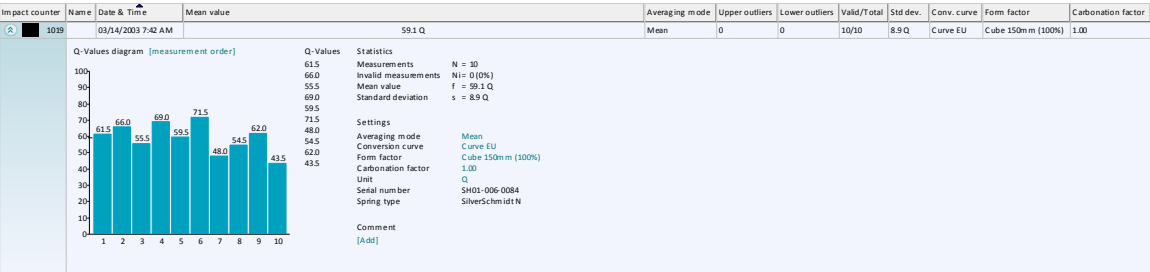 Impact counter Name Date & Time Mean value Averaging mode Upper outliers Lower outliers Valid/Total Std dev. Conv. curve Form factor Carbonation factor
1019 03/14/2003 7:42 AM 59.1 Q Mean 0 0 10/10 8.9 Q Curve EU Cube 150mm (100%) 1.00
Q-Values diagram [measurement order]
100
90
80
70
60
50
40
30
20
10
0
61.5 66.0 55.5 69.0 59.5 71.5 48.0 54.5 62.0 43.5
1 2 3 4 5 6 7 8 9 10
Q-Values
61.5
66.0
55.5
69.0
59.5
71.5
48.0
54.5
62.0
43.5
Statistics
Measurements N = 10
Invalid measurements Ni= 0 (0%)
Mean value f = 59.1 Q
Standard deviation s = 8.9 Q
Settings
Averaging mode Mean
Conversion curve Curve EU
Form factor Cube 150mm (100%)
Carbonation factor 1.00
Unit Q
Serial number SH01-006-0084
Spring type SilverSchmidt N
Comment
[Add]